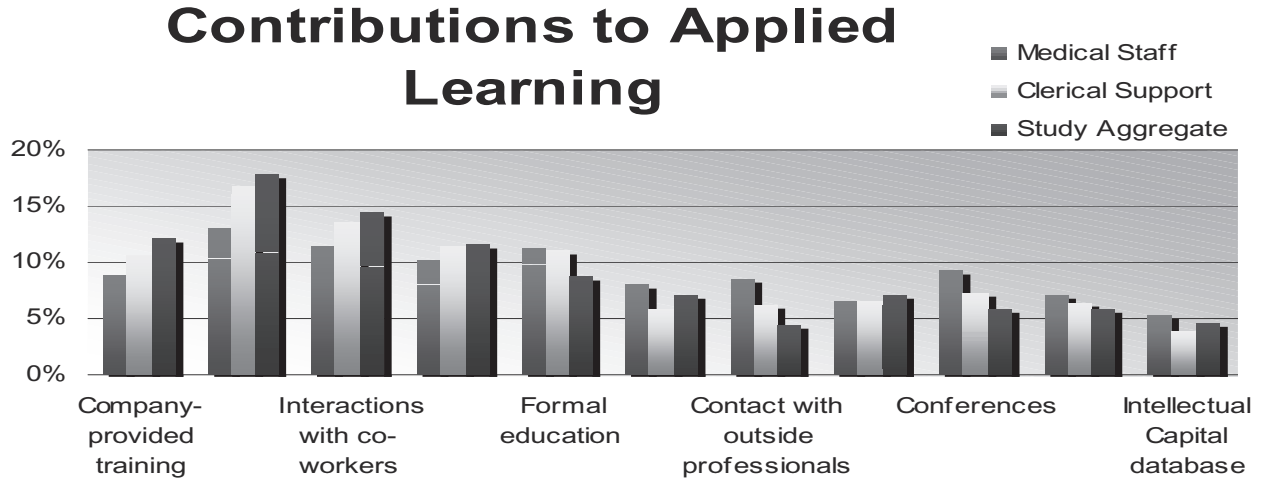 Contributions to Applied
Learning
Medical Staff
Clerical Support
Study Aggregate
20%
15%
10%
5%
0%
Company-
provided
training
Interactions
with co-
workers
Formal
education
Contact with
outside
professionals
Conferences
Intellectual
Capital
database